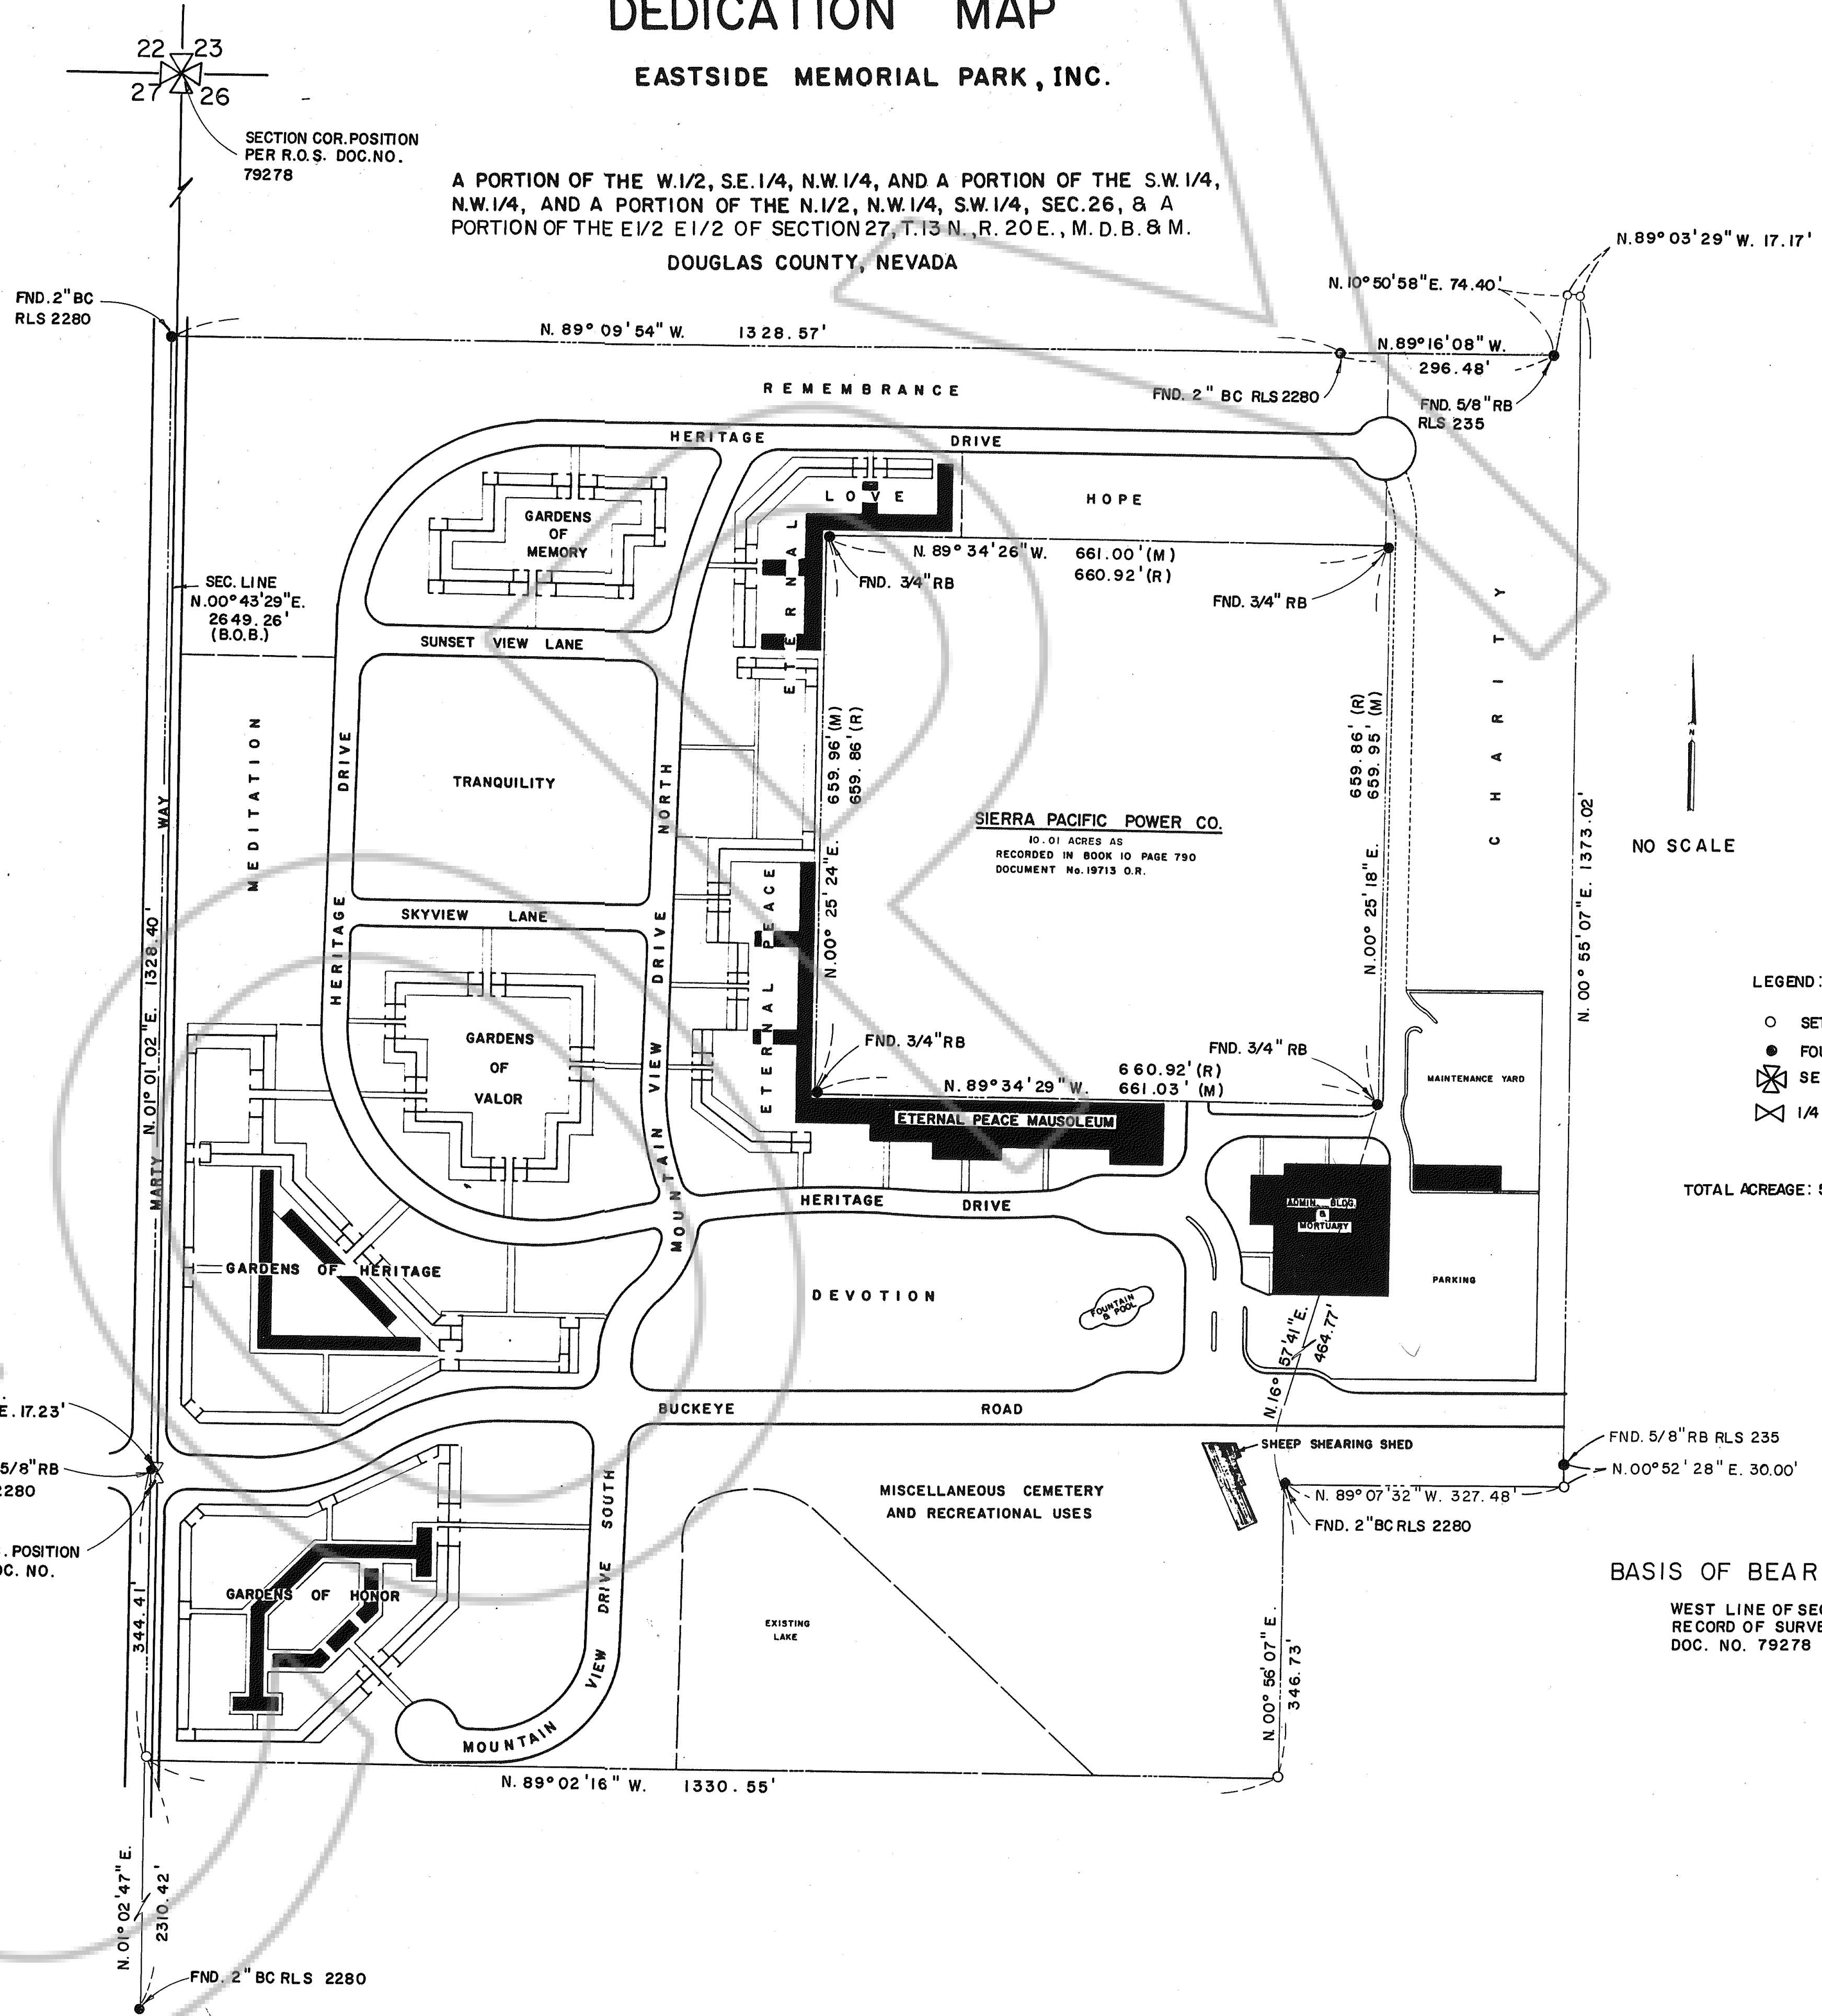 DEDICATION MAP
EASTSIDE MEMORIAL PARK, INC.
22 23
27 26
SECTION COR. POSITION
PER R.O.S. DOC. NO.
79278
A PORTION OF THE W.1/2, S.E.1/4, N.W.1/4, AND A PORTION OF THE S.W.1/4,
N.W.1/4, AND A PORTION OF THE N.1/2, N.W.1/4, S.W.1/4, SEC.26, & A
PORTION OF THE E1/2 E1/2 OF SECTION 27, T.13 N., R. 20E., M.D.B. & M.
DOUGLAS COUNTY, NEVADA
N.89°03'29"W. 17.17'
N.10°50'58"E. 74.40'
FND. 2" BC
RLS 2280
N. 89° 09'54" W. 1328.57'
N.89°16'08" W.
296.48'
FND. 2" BC RLS 2280
FND. 5/8" RB
RLS 235
REMEMBRANCE
HERITAGE DRIVE
LOVE
HOPE
GARDENS
OF
MEMORY
ETERNAL
N. 89° 34'26"W. 661.00'(M)
660.92'(R)
FND. 3/4" RB
FND. 3/4" RB
SEC. LINE
N.00°43'29"E.
2649.26'
(B.O.B.)
SUNSET VIEW LANE
CHARITY
MEDITATION
HERITAGE DRIVE
TRANQUILITY
MOUNTAIN VIEW DRIVE NORTH
659.96'(M)
659.86'(R)
N.00° 25' 24"E.
659.86' (R)
659.95' (M)
N.00° 25'18" E.
SIERRA PACIFIC POWER CO.
10.01 ACRES AS
RECORDED IN BOOK 10 PAGE 790
DOCUMENT No. 19713 O.R.
N. 00° 55'07" E. 1373.02'
NO SCALE
N
MARTY WAY
N.01° 01' 02"E. 1328.40'
SKYVIEW LANE
ETERNAL PEACE
GARDENS
OF
VALOR
LEGEND:
SE
FOU
SE
1/4
FND. 3/4"RB
FND. 3/4" RB
N. 89°34'29"W. 660.92'(R)
661.03' (M)
ETERNAL PEACE MAUSOLEUM
MAINTENANCE YARD
TOTAL ACREAGE: 5
HERITAGE DRIVE
ADMIN. BLDG.
&
MORTUARY
GARDENS OF HERITAGE
DEVOTION
FOUNTAIN
& POOL
PARKING
N.16° 57'41"E.
464.77'
E. 17.23'
BUCKEYE ROAD
5/8"RB
2280
SHEEP SHEARING SHED
FND. 5/8"RB RLS 235
N.00°52' 28"E. 30.00'
N. 89°07'32"W. 327.48'
FND. 2"BC RLS 2280
MISCELLANEOUS CEMETERY
AND RECREATIONAL USES
. POSITION
OC. NO.
344.41'
GARDENS OF HONOR
MOUNTAIN VIEW DRIVE SOUTH
EXISTING
LAKE
N. 00° 56' 07" E.
346.73'
BASIS OF BEAR
WEST LINE OF SEC
RECORD OF SURVE
DOC. NO. 79278
N. 89°02'16" W. 1330.55'
N. 01° 02'47" E.
2310.42'
FND. 2" BC RLS 2280